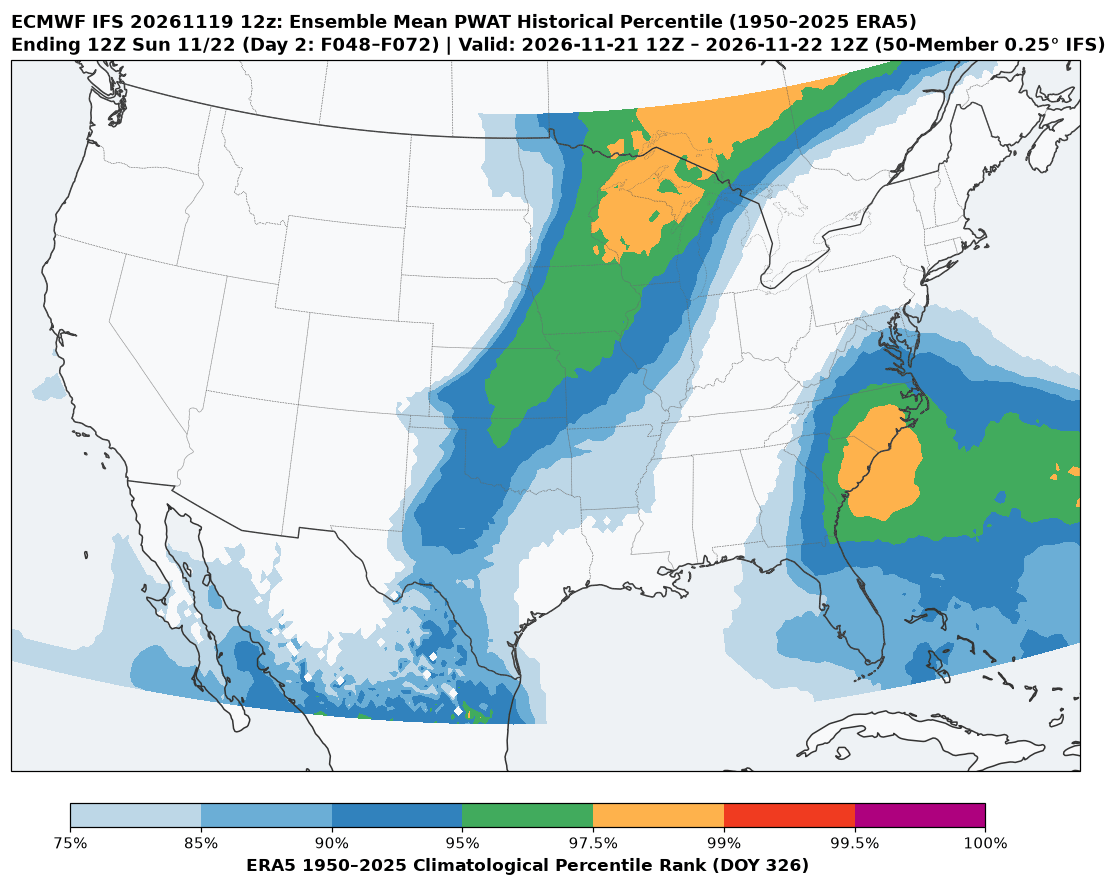 ECMWF IFS 20261119 12z: Ensemble Mean PWAT Historical Percentile (1950–2025 ERA5)
Ending 12Z Sun 11/22 (Day 2: F048–F072) | Valid: 2026-11-21 12Z – 2026-11-22 12Z (50-Member 0.25° IFS)
75% 85% 90% 95% 97.5% 99% 99.5% 100%
ERA5 1950–2025 Climatological Percentile Rank (DOY 326)